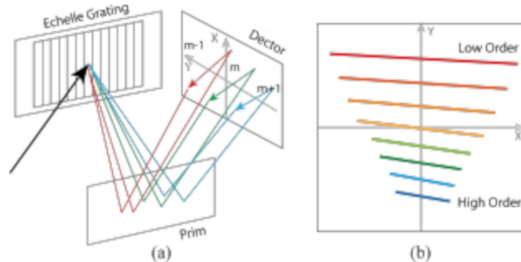 Echelle Grating
Dector
X
Y
m-1
m
m+1
Prim
(a)
Y
Low Order
High Order
(b)